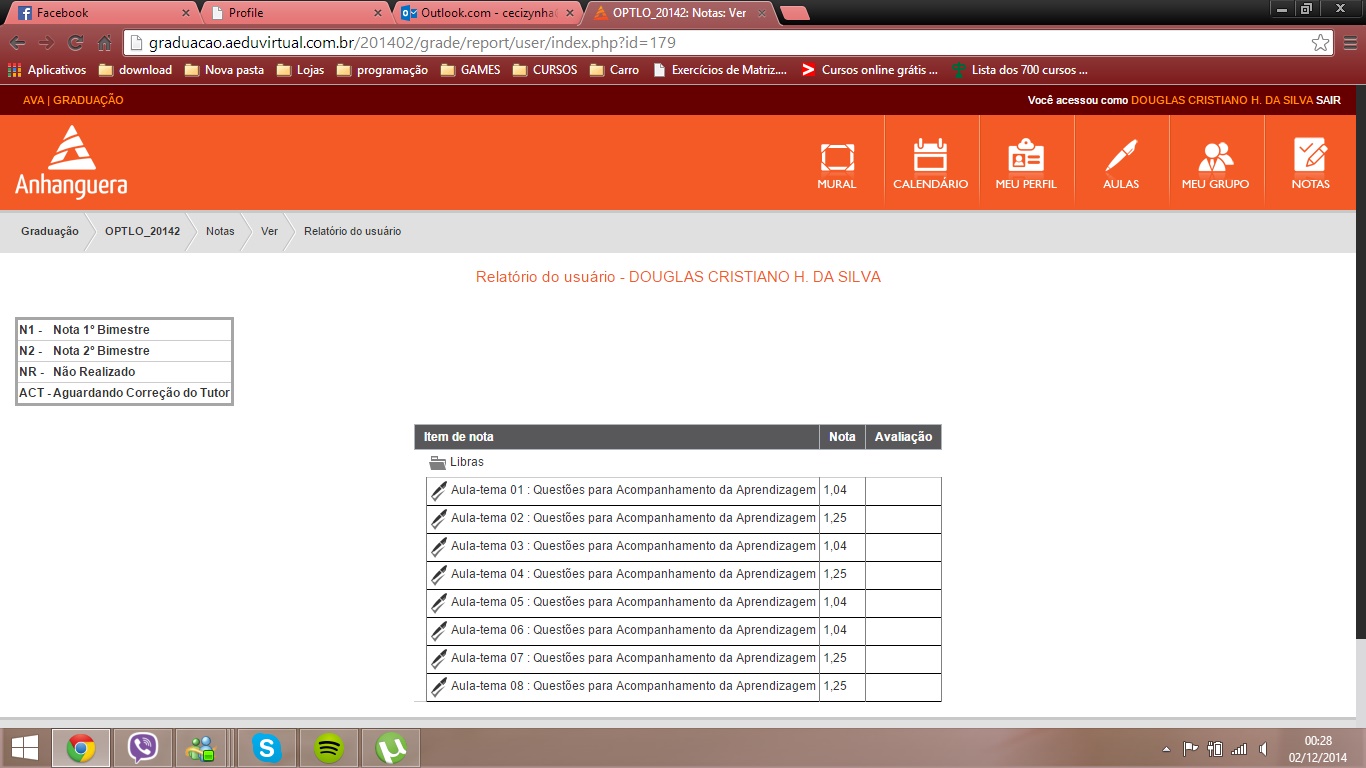 Facebook
Profile
Outlook.com - cecizynha@
OPTLO_20142: Notas: Ver
graduacao.aeduvirtual.com.br/201402/grade/report/user/index.php?id=179
Aplicativos download Nova pasta Lojas programação GAMES CURSOS Carro Exercícios de Matriz.... Cursos online grátis ... Lista dos 700 cursos ...
AVA | GRADUAÇÃO
Você acessou como DOUGLAS CRISTIANO H. DA SILVA SAIR
Anhanguera
MURAL CALENDÁRIO MEU PERFIL AULAS MEU GRUPO NOTAS
Graduação OPTLO_20142 Notas Ver Relatório do usuário
Relatório do usuário - DOUGLAS CRISTIANO H. DA SILVA
N1 - Nota 1º Bimestre
N2 - Nota 2º Bimestre
NR - Não Realizado
ACT - Aguardando Correção do Tutor
Item de nota Nota Avaliação
Libras
Aula-tema 01 : Questões para Acompanhamento da Aprendizagem 1,04
Aula-tema 02 : Questões para Acompanhamento da Aprendizagem 1,25
Aula-tema 03 : Questões para Acompanhamento da Aprendizagem 1,04
Aula-tema 04 : Questões para Acompanhamento da Aprendizagem 1,25
Aula-tema 05 : Questões para Acompanhamento da Aprendizagem 1,04
Aula-tema 06 : Questões para Acompanhamento da Aprendizagem 1,04
Aula-tema 07 : Questões para Acompanhamento da Aprendizagem 1,25
Aula-tema 08 : Questões para Acompanhamento da Aprendizagem 1,25
00:28
02/12/2014